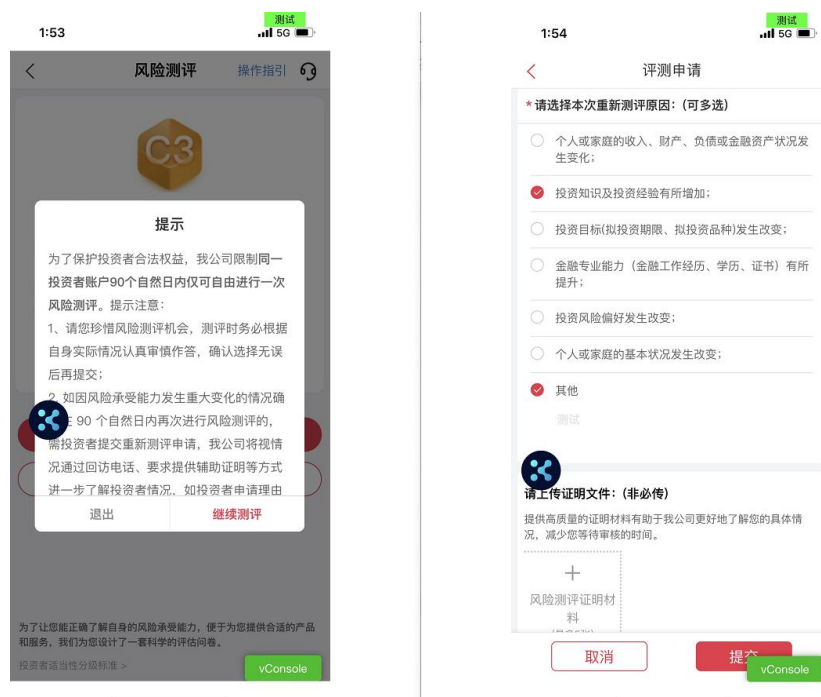 测试
1:53
5G
风险测评
操作指引
C3
提示
为了保护投资者合法权益，我公司限制同一
投资者账户90个自然日内仅可自由进行一次
风险测评。提示注意：
1、请您珍惜风险测评机会，测评时务必根据
自身实际情况认真审慎作答，确认选择无误
后再提交；
2、如因风险承受能力发生重大变化的情况确
90 个自然日内再次进行风险测评的，
需投资者提交重新测评申请，我公司将视情
况通过回访电话、要求提供辅助证明等方式
进一步了解投资者情况，如投资者申请理由
退出
继续测评
为了让您能正确了解自身的风险承受能力，便于为您提供合适的产品
和服务，我们为您设计了一套科学的评估问卷。
投资者适当性分级标准 >
vConsole
测试
1:54
5G
评测申请
*请选择本次重新测评原因：(可多选)
个人或家庭的收入、财产、负债或金融资产状况发
生变化；
投资知识及投资经验有所增加；
投资目标(拟投资期限、拟投资品种)发生改变；
金融专业能力（金融工作经历、学历、证书）有所
提升；
投资风险偏好发生改变；
个人或家庭的基本状况发生改变；
其他
测试
请上传证明文件：(非必传)
提供高质量的证明材料有助于我公司更好地了解您的具体情
况，减少您等待审核的时间。
风险测评证明材
料
取消
提交
vConsole